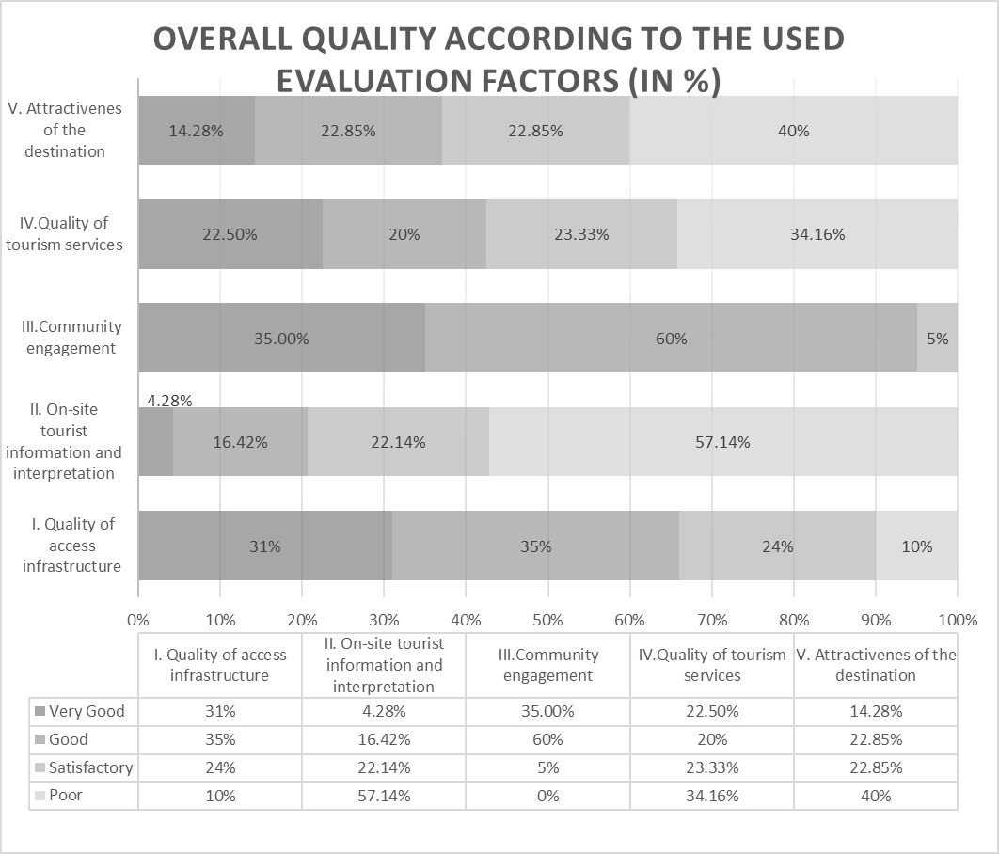 OVERALL QUALITY ACCORDING TO THE USED
EVALUATION FACTORS (IN %)
V. Attractivenes
of the
destination
14.28%
22.85%
22.85%
40%
IV.Quality of
tourism services
22.50%
20%
23.33%
34.16%
III.Community
engagement
35.00%
60%
5%
II. On-site
tourist
information and
interpretation
4.28%
16.42%
22.14%
57.14%
I. Quality of
access
infrastructure
31%
35%
24%
10%
0% 10% 20% 30% 40% 50% 60% 70% 80% 90% 100%
I. Quality of access
infrastructure
II. On-site tourist
information and
interpretation
III.Community
engagement
IV.Quality of tourism
services
V. Attractivenes of the
destination
Very Good 31% 4.28% 35.00% 22.50% 14.28%
Good 35% 16.42% 60% 20% 22.85%
Satisfactory 24% 22.14% 5% 23.33% 22.85%
Poor 10% 57.14% 0% 34.16% 40%